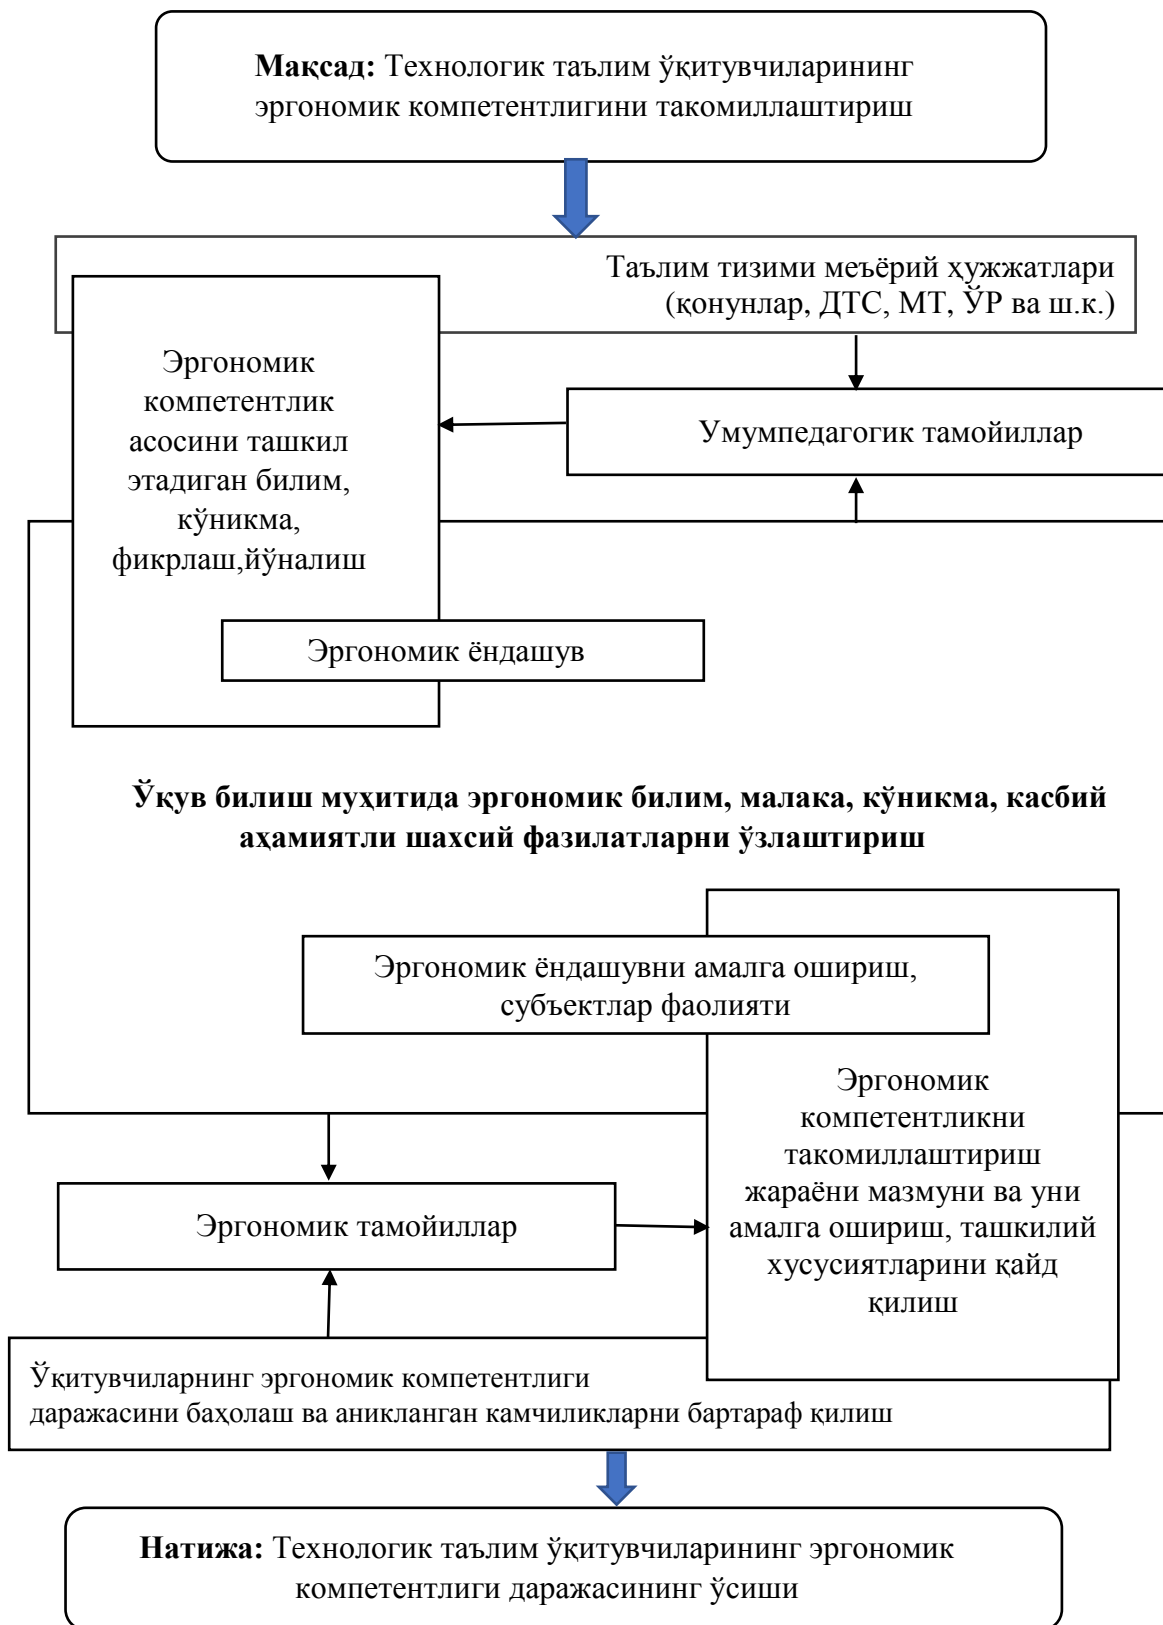 Мақсад: Технологик таълим ўқитувчиларининг
эргономик компетентлигини такомиллаштириш
Таълим тизими меъёрий ҳужжатлари
(қонунлар, ДТС, МТ, ЎР ва ш.к.)
Эргономик
компетентлик
асосини ташкил
этадиган билим,
кўникма,
фикрлаш,йўналиш
Умумпедагогик тамойиллар
Эргономик ёндашув
Ўқув билиш муҳитида эргономик билим, малака, кўникма, касбий
аҳамиятли шахсий фазилатларни ўзлаштириш
Эргономик ёндашувни амалга ошириш,
субъектлар фаолияти
Эргономик
компетентликни
такомиллаштириш
жараёни мазмуни ва уни
амалга ошириш, ташкилий
хусусиятларини қайд
қилиш
Эргономик тамойиллар
Ўқитувчиларнинг эргономик компетентлиги
даражасини баҳолаш ва аникланган камчиликларни бартараф қилиш
Натижа: Технологик таълим ўқитувчиларининг эргономик
компетентлиги даражасининг ўсиши